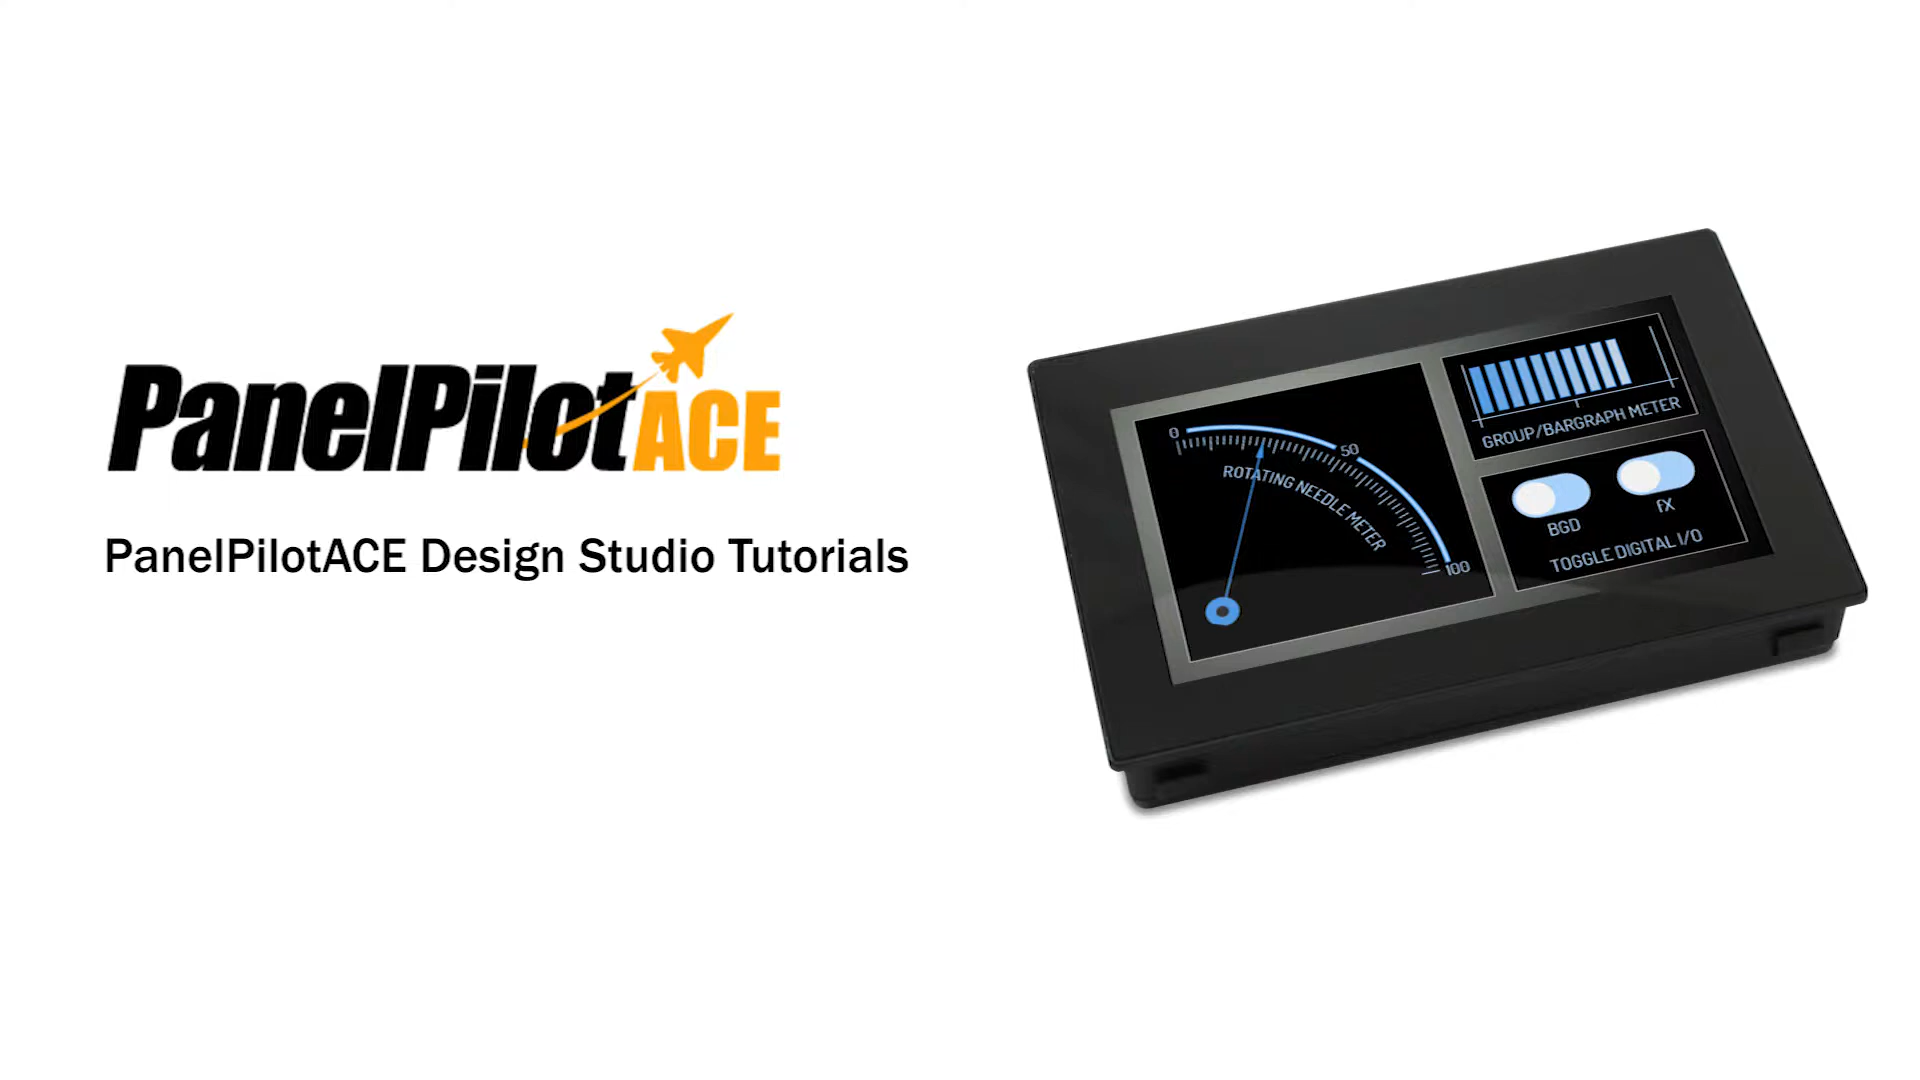 PanelPilotACE
PanelPilotACE Design Studio Tutorials
0
50
100
ROTATING NEEDLE METER
GROUP/BARGRAPH METER
BGD
fX
TOGGLE DIGITAL I/O